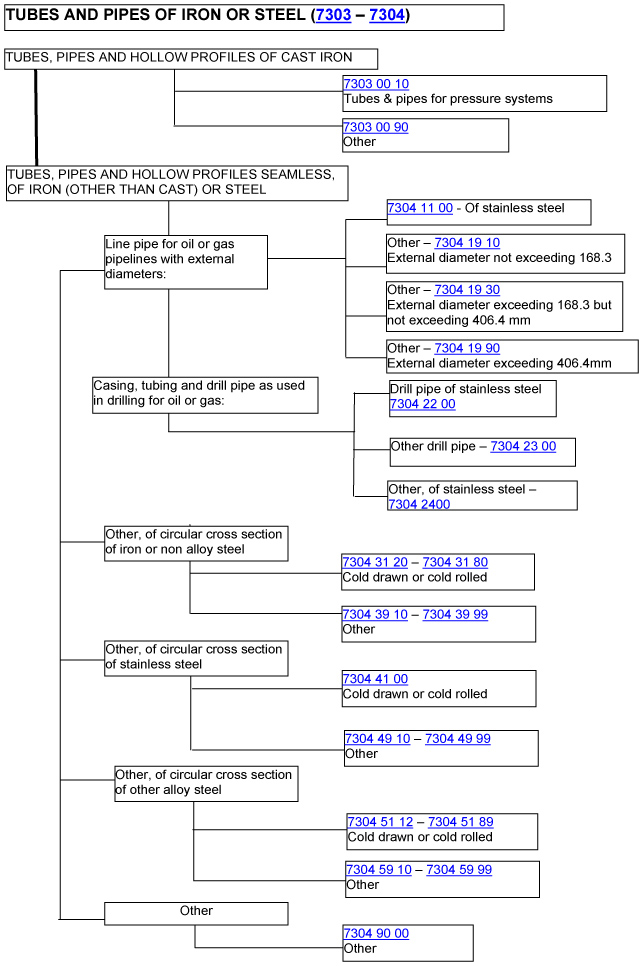 TUBES AND PIPES OF IRON OR STEEL (7303 – 7304)
TUBES, PIPES AND HOLLOW PROFILES OF CAST IRON
7303 00 10
Tubes & pipes for pressure systems
7303 00 90
Other
TUBES, PIPES AND HOLLOW PROFILES SEAMLESS,
OF IRON (OTHER THAN CAST) OR STEEL
7304 11 00 - Of stainless steel
Line pipe for oil or gas
pipelines with external
diameters:
Other – 7304 19 10
External diameter not exceeding 168.3
Other – 7304 19 30
External diameter exceeding 168.3 but
not exceeding 406.4 mm
Other – 7304 19 90
External diameter exceeding 406.4mm
Casing, tubing and drill pipe as used
in drilling for oil or gas:
Drill pipe of stainless steel
7304 22 00
Other drill pipe – 7304 23 00
Other, of stainless steel –
7304 2400
Other, of circular cross section
of iron or non alloy steel
7304 31 20 – 7304 31 80
Cold drawn or cold rolled
7304 39 10 – 7304 39 99
Other
Other, of circular cross section
of stainless steel
7304 41 00
Cold drawn or cold rolled
7304 49 10 – 7304 49 99
Other
Other, of circular cross section
of other alloy steel
7304 51 12 – 7304 51 89
Cold drawn or cold rolled
7304 59 10 – 7304 59 99
Other
Other
7304 90 00
Other